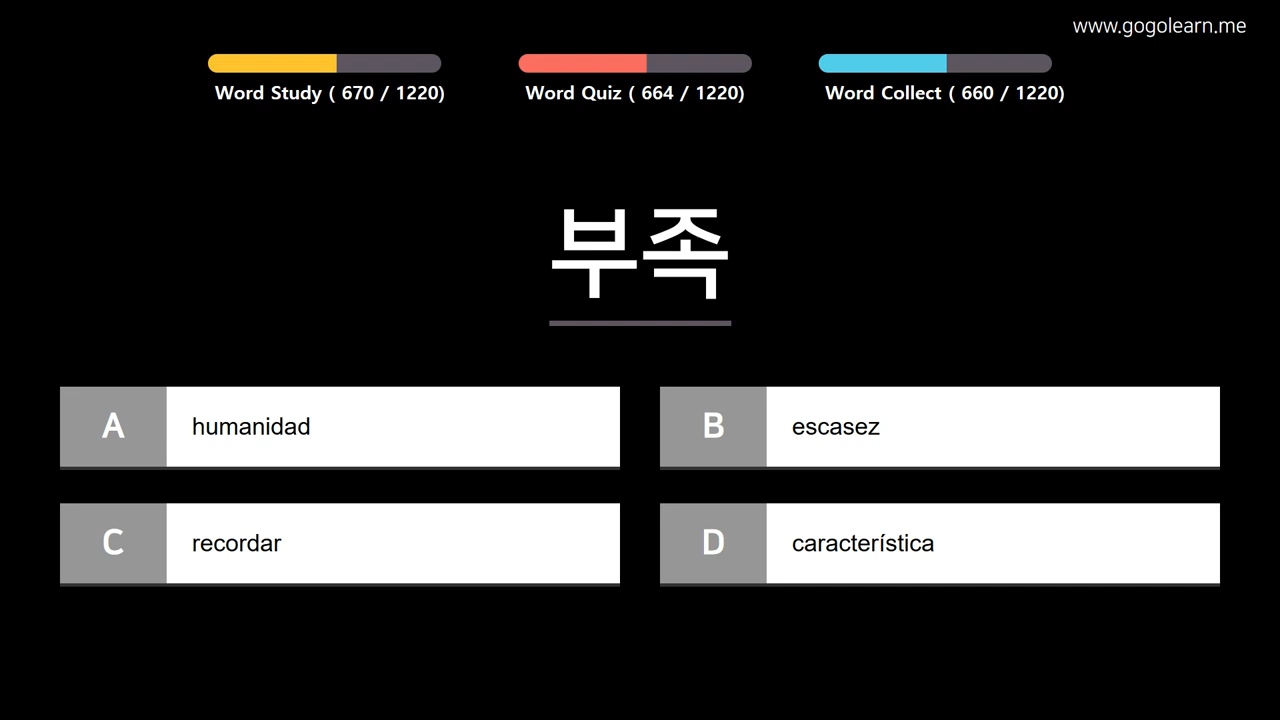 www.gogolearn.me
Word Study ( 670 / 1220)
Word Quiz ( 664 / 1220)
Word Collect ( 660 / 1220)
부족
A humanidad
B escasez
C recordar
D característica